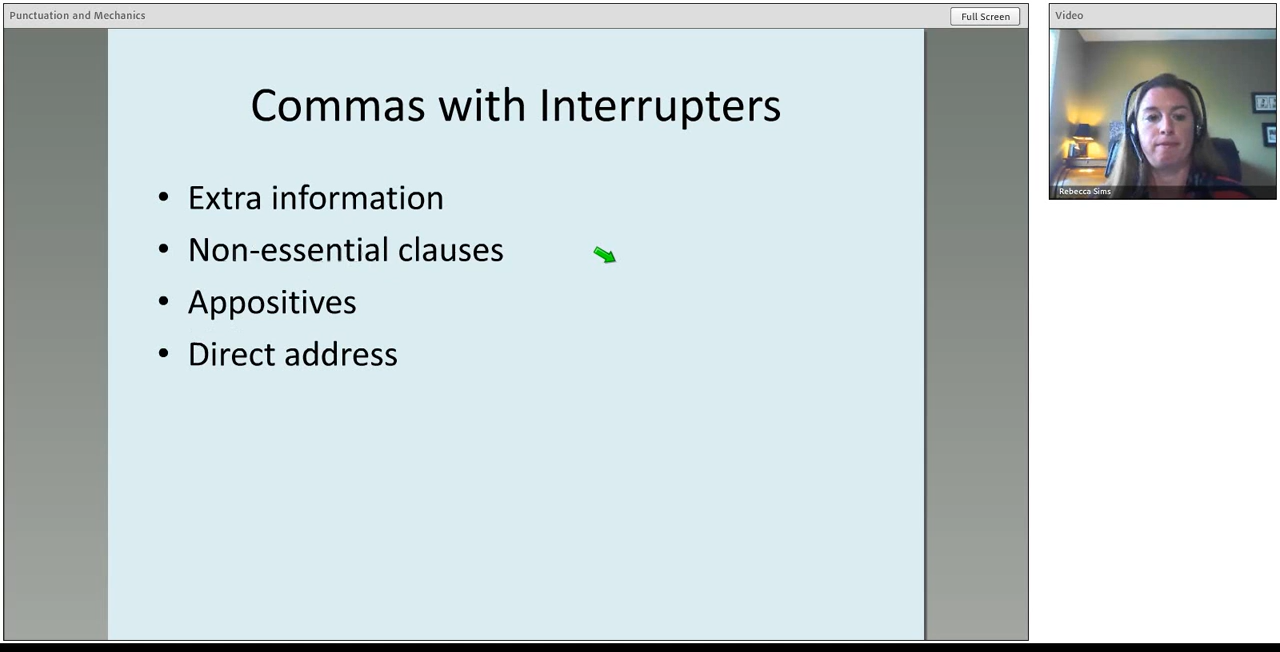 Punctuation and Mechanics
Full Screen
Video
Commas with Interrupters
• Extra information
• Non-essential clauses
• Appositives
• Direct address
Rebecca Sims